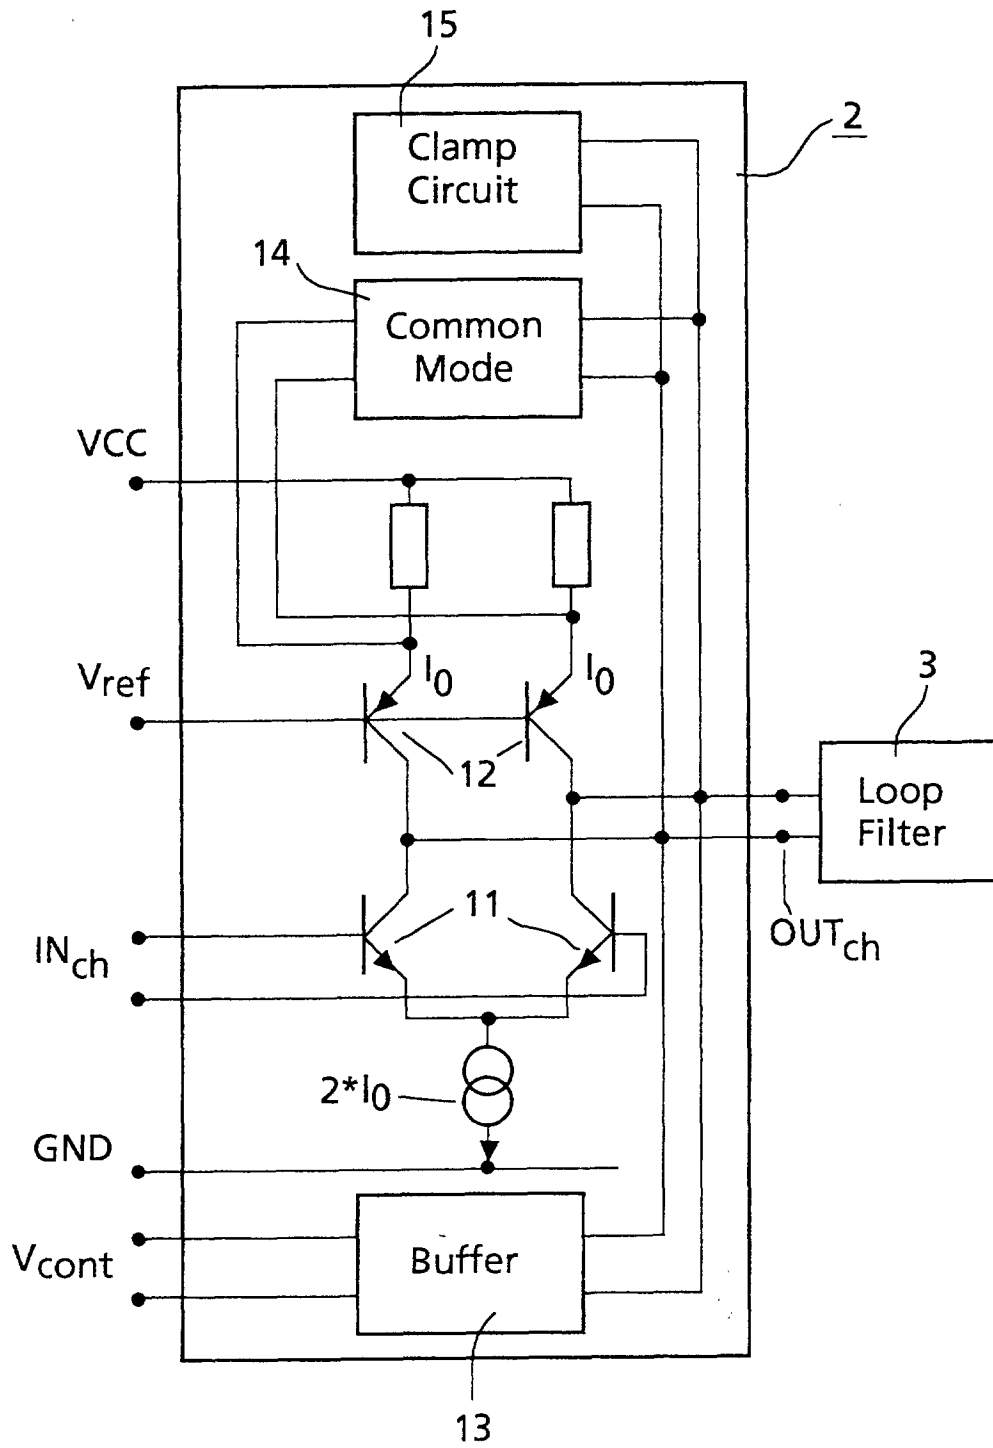 15
2
Clamp
Circuit
14
Common
Mode
VCC
Vref
I0
I0
3
12
Loop
Filter
11
INch
OUTch
2*I0
GND
Vcont
Buffer
13